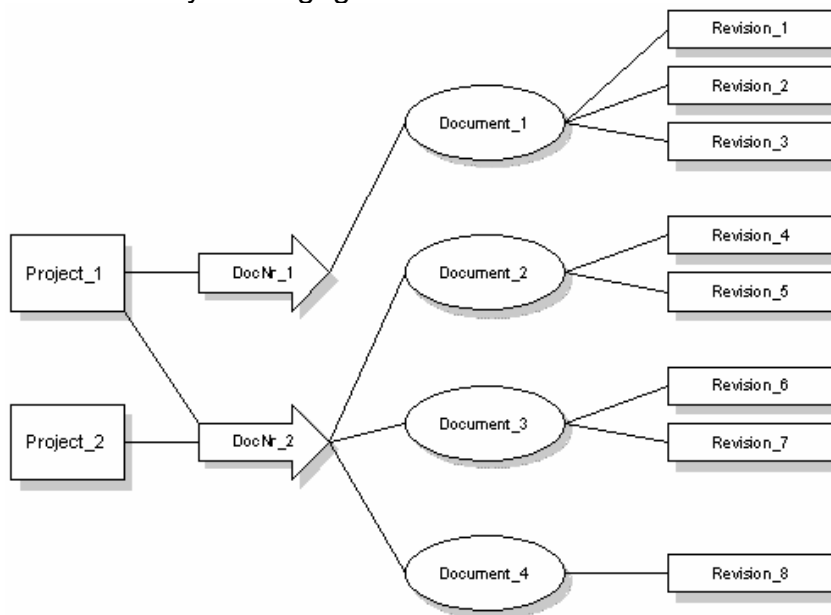 Revision_1
Revision_2
Document_1
Revision_3
Revision_4
Project_1
DocNr_1
Document_2
Revision_5
Revision_6
Project_2
DocNr_2
Document_3
Revision_7
Document_4
Revision_8